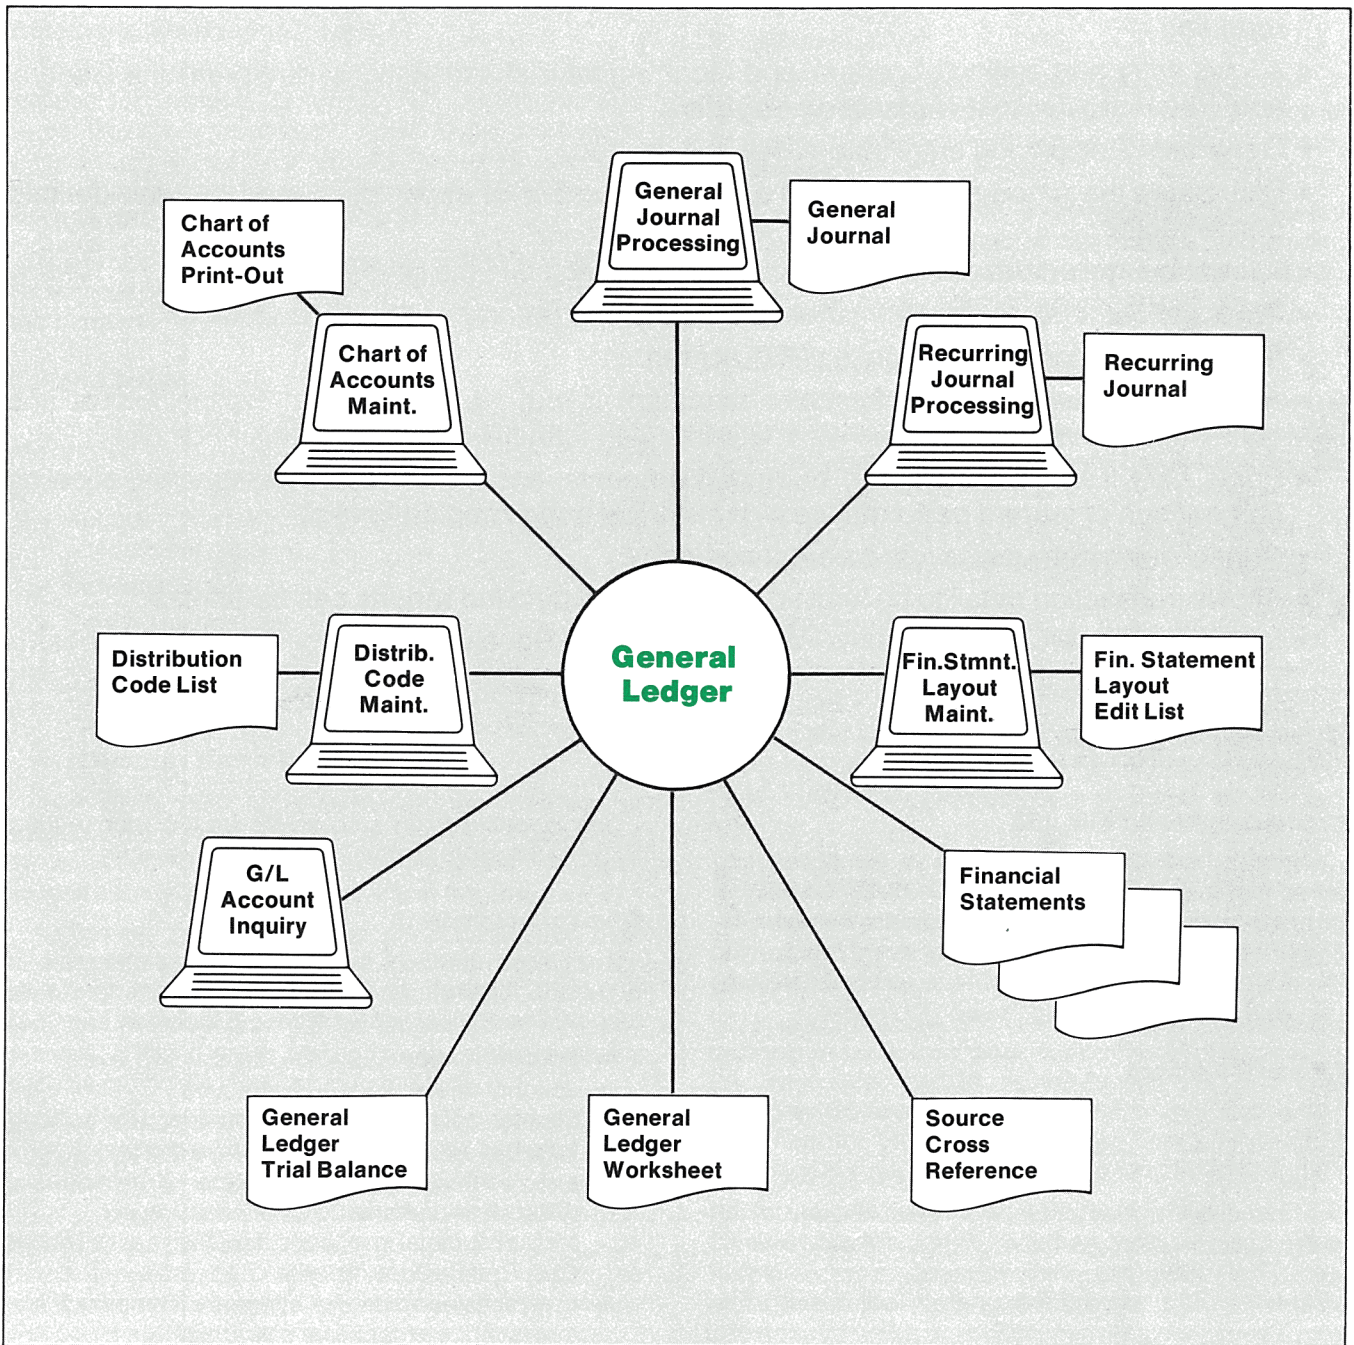 General
Journal
Processing
General
Journal
Chart of
Accounts
Print-Out
Chart of
Accounts
Maint.
Recurring
Journal
Processing
Recurring
Journal
General
Ledger
Distribution
Code List
Distrib.
Code
Maint.
Fin.Stmnt.
Layout
Maint.
Fin. Statement
Layout
Edit List
G/L
Account
Inquiry
Financial
Statements
General
Ledger
Trial Balance
General
Ledger
Worksheet
Source
Cross
Reference